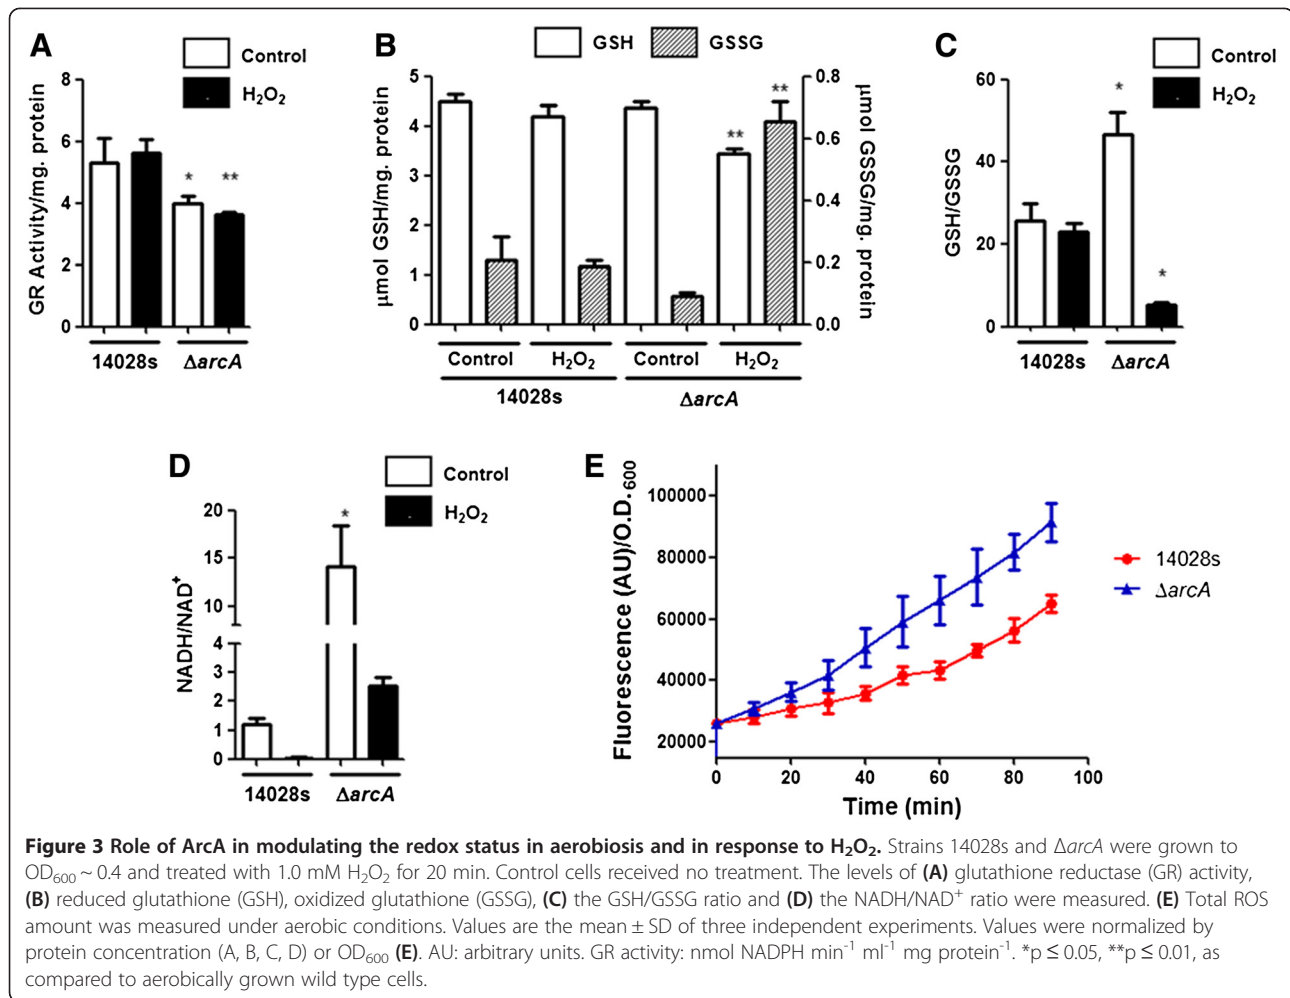 A
Control
H₂O₂
GR Activity/mg. protein
8
6
4
2
0
* **
14028s ΔarcA
B
GSH GSSG
μmol GSH/mg. protein
5
4
3
2
1
0
** **
0.8
0.6
0.4
0.2
0.0
μmol GSSG/mg. protein
Control H₂O₂ Control H₂O₂
14028s ΔarcA
C
Control
H₂O₂
GSH/GSSG
60
40
20
0
* *
14028s ΔarcA
D
Control
H₂O₂
NADH/NAD⁺
20
15
10
4
3
2
1
0
*
14028s ΔarcA
E
Fluorescence (AU)/O.D.₆₀₀
100000
80000
60000
40000
20000
0 20 40 60 80 100
Time (min)
14028s
ΔarcA
Figure 3 Role of ArcA in modulating the redox status in aerobiosis and in response to H₂O₂. Strains 14028s and ΔarcA were grown to
OD₆₀₀ ~ 0.4 and treated with 1.0 mM H₂O₂ for 20 min. Control cells received no treatment. The levels of (A) glutathione reductase (GR) activity,
(B) reduced glutathione (GSH), oxidized glutathione (GSSG), (C) the GSH/GSSG ratio and (D) the NADH/NAD⁺ ratio were measured. (E) Total ROS
amount was measured under aerobic conditions. Values are the mean ± SD of three independent experiments. Values were normalized by
protein concentration (A, B, C, D) or OD₆₀₀ (E). AU: arbitrary units. GR activity: nmol NADPH min⁻¹ ml⁻¹ mg protein⁻¹. *p ≤ 0.05, **p ≤ 0.01, as
compared to aerobically grown wild type cells.